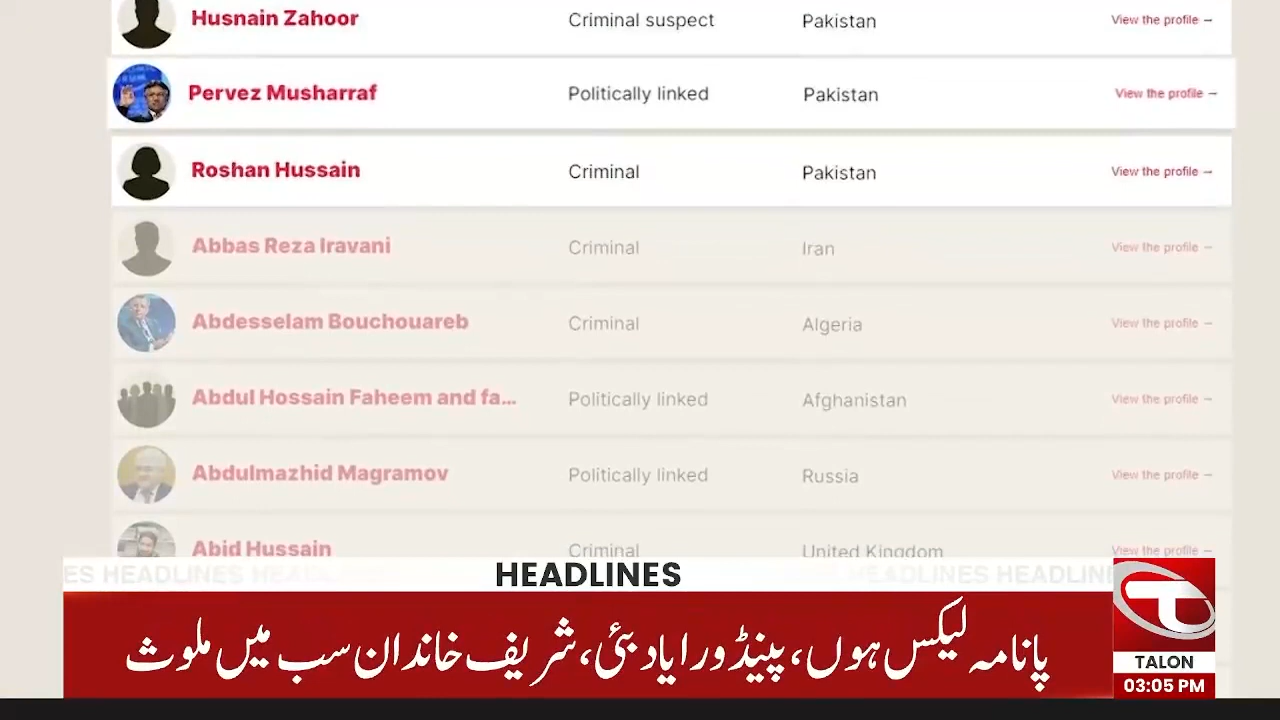 Husnain Zahoor Criminal suspect Pakistan View the profile →
Pervez Musharraf Politically linked Pakistan View the profile →
Roshan Hussain Criminal Pakistan View the profile →
Abbas Reza Iravani Criminal Iran View the profile →
Abdesselam Bouchouareb Criminal Algeria View the profile →
Abdul Hossain Faheem and fa... Politically linked Afghanistan View the profile →
Abdulmazhid Magramov Politically linked Russia View the profile →
Abid Hussain Criminal United Kingdom View the profile →
ES HEADLINES HEADLINES HEADLINES HEADLIN
پانامہ لیکس ہوں، پینڈورا یا دبئی، شریف خاندان سب میں ملوث
TALON
03:05 PM